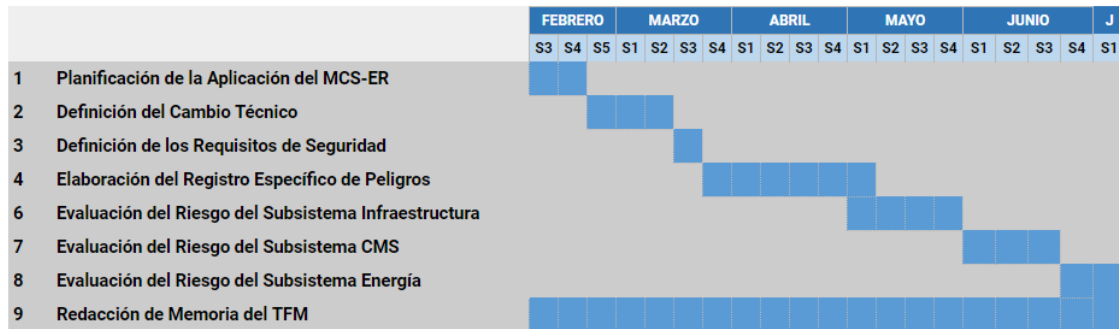 FEBRERO MARZO ABRIL MAYO JUNIO J
S3 S4 S5 S1 S2 S3 S4 S1 S2 S3 S4 S1 S2 S3 S4 S1 S2 S3 S4 S1
1 Planificación de la Aplicación del MCS-ER
2 Definición del Cambio Técnico
3 Definición de los Requisitos de Seguridad
4 Elaboración del Registro Específico de Peligros
6 Evaluación del Riesgo del Subsistema Infraestructura
7 Evaluación del Riesgo del Subsistema CMS
8 Evaluación del Riesgo del Subsistema Energía
9 Redacción de Memoria del TFM